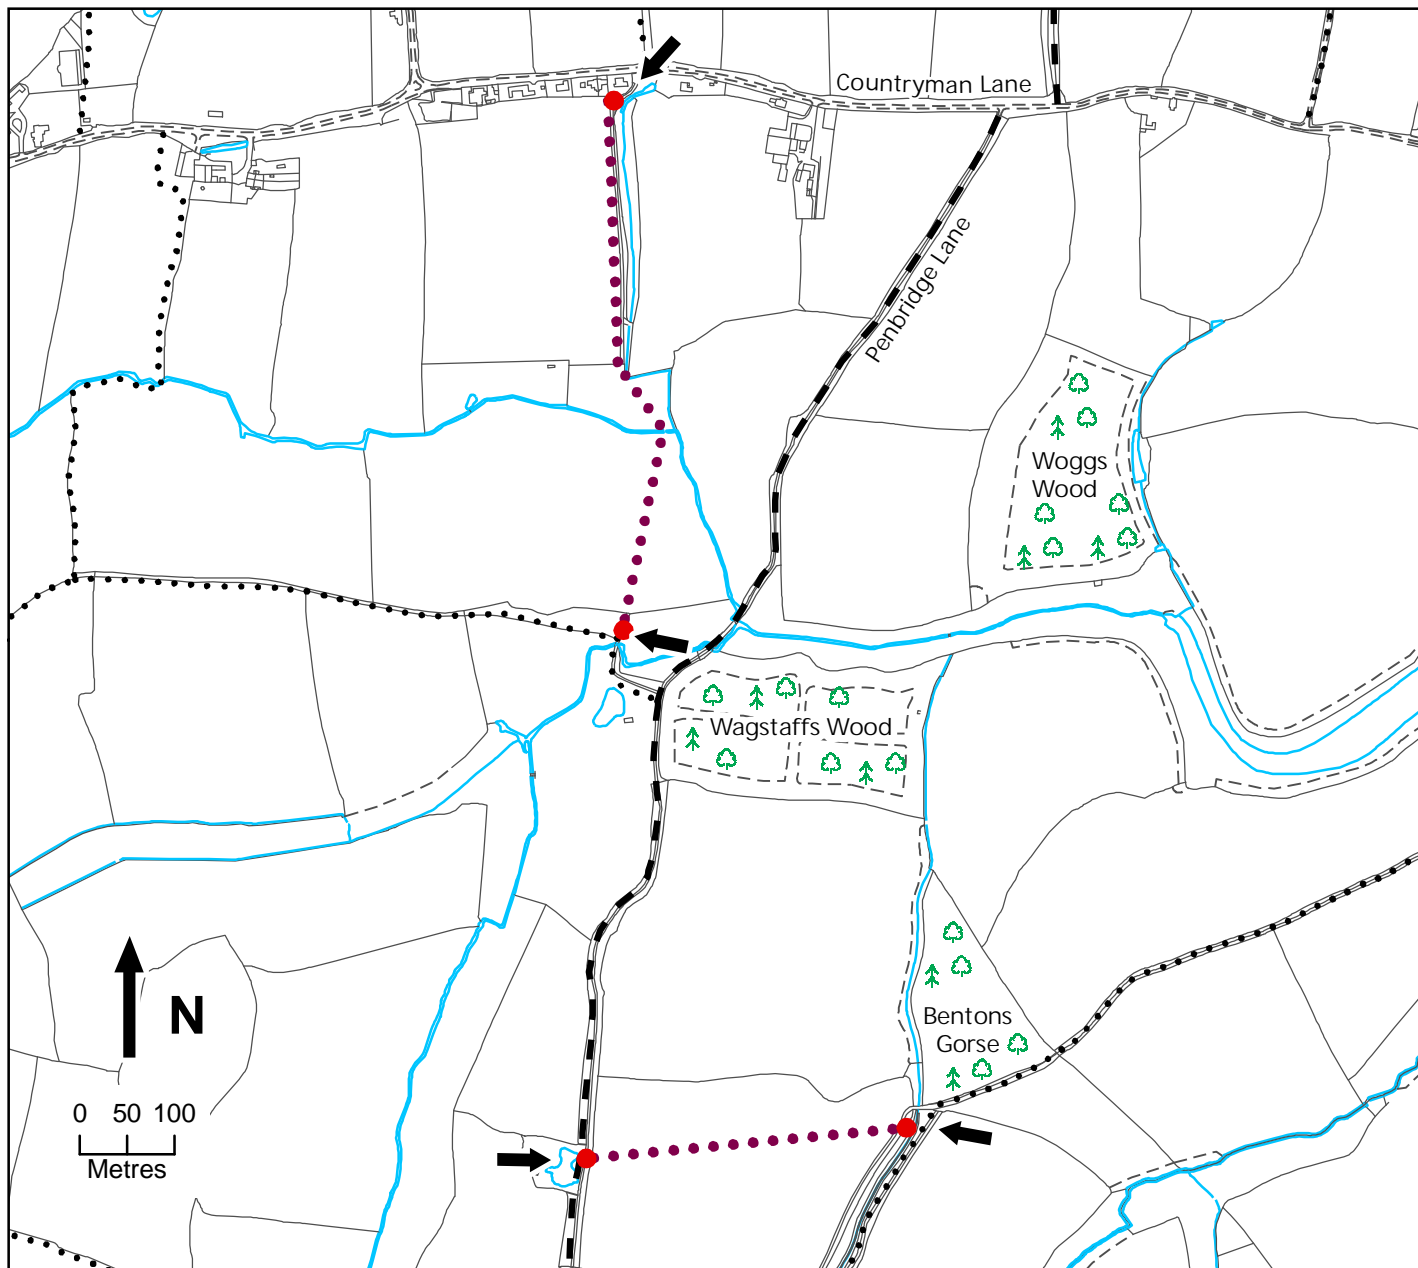 Countryman Lane
Penbridge Lane
Woggs
Wood
Wagstaffs Wood
Bentons
Gorse
N
0 50 100
Metres